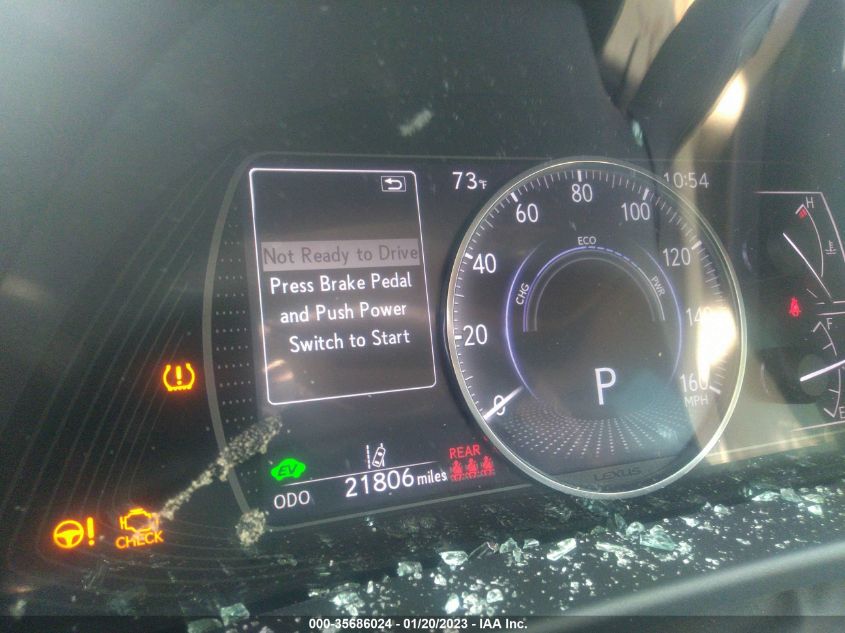 73°F
10:54
Not Ready to Drive
Press Brake Pedal
and Push Power
Switch to Start
0
20
40
60
80
100
120
140
160
MPH
ECO
CHG
PWR
P
LEXUS
H
F
E
EV
REAR
ODO 21806 miles
CHECK
000-35686024 - 01/20/2023 - IAA Inc.